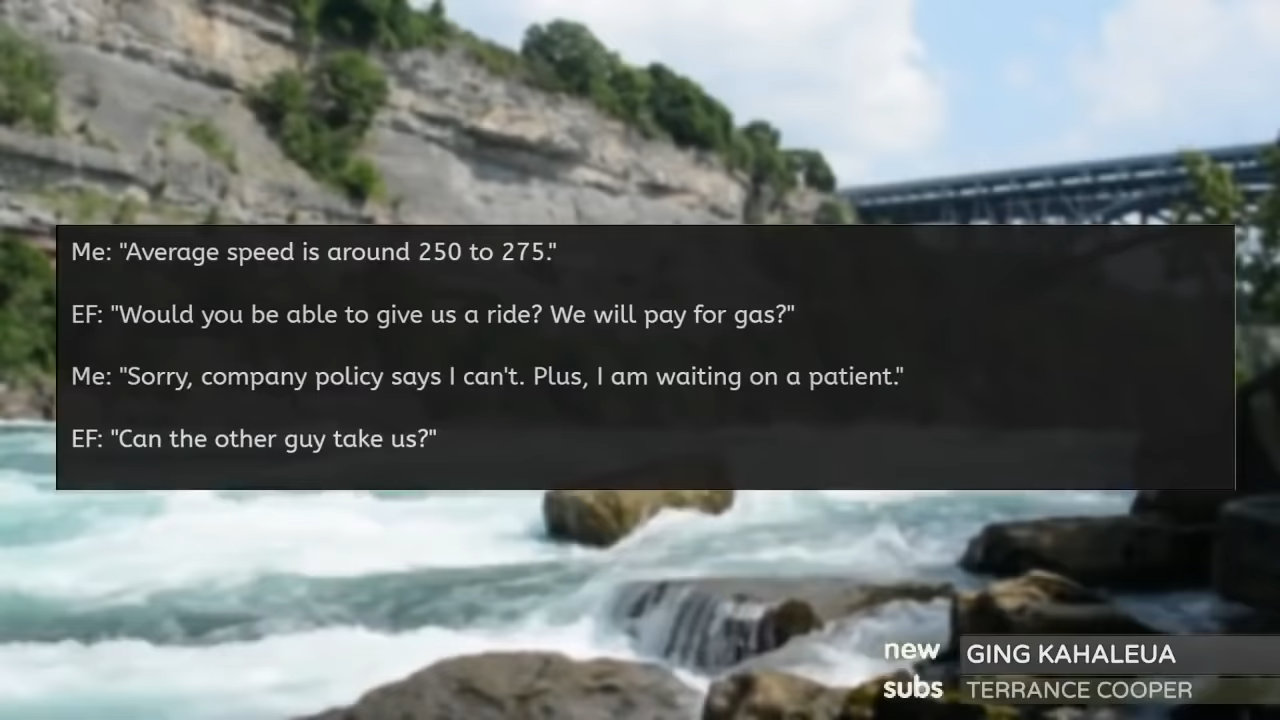 Me: "Average speed is around 250 to 275."
EF: "Would you be able to give us a ride? We will pay for gas?"
Me: "Sorry, company policy says I can't. Plus, I am waiting on a patient."
EF: "Can the other guy take us?"
new
GING KAHALEUA
subs
TERRANCE COOPER